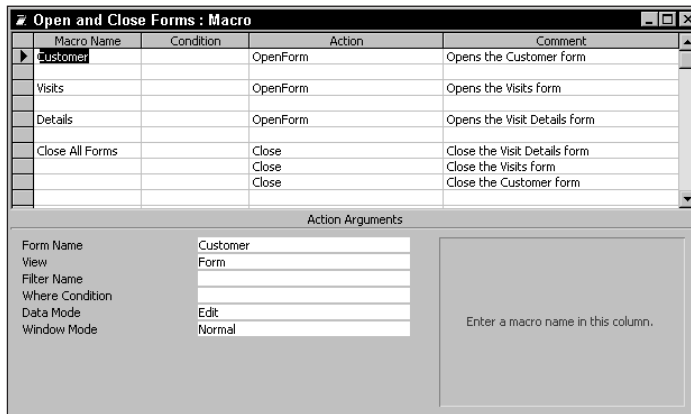 Open and Close Forms : Macro
Macro Name Condition Action Comment
Customer OpenForm Opens the Customer form
Visits OpenForm Opens the Visits form
Details OpenForm Opens the Visit Details form
Close All Forms Close Close the Visit Details form
Close Close the Visits form
Close Close the Customer form
Action Arguments
Form Name Customer
View Form
Filter Name
Where Condition
Data Mode Edit
Window Mode Normal
Enter a macro name in this column.